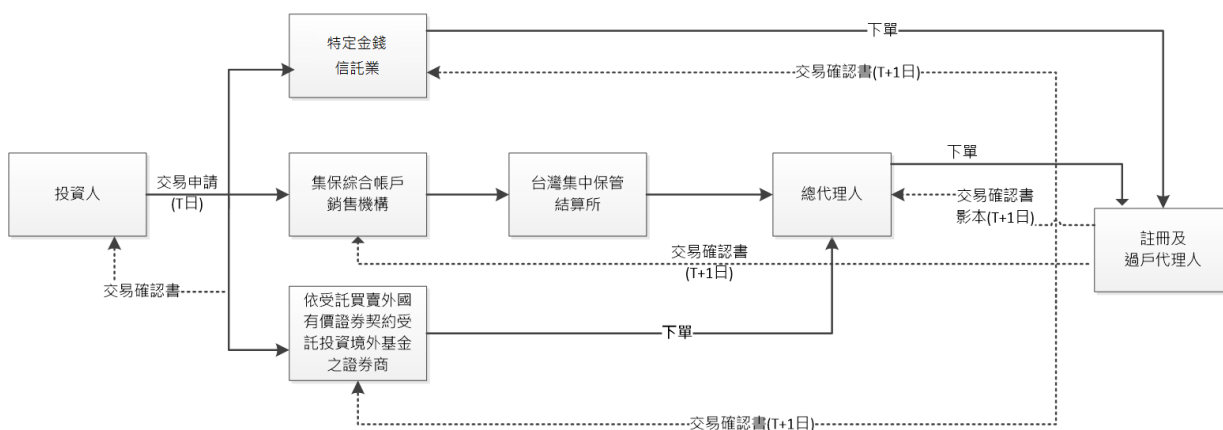 特定金錢
信託業
下單
交易確認書(T+1日)
投資人
交易申請
(T日)
集保綜合帳戶
銷售機構
台灣集中保管
結算所
總代理人
下單
交易確認書
影本(T+1日)
註冊及
過戶代理人
交易確認書
(T+1日)
交易確認書
依受託買賣外國
有價證券契約受
託投資境外基金
之證券商
下單
交易確認書(T+1日)